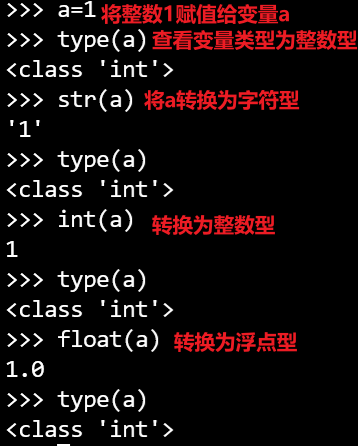 >>> a=1 将整数1赋值给变量a
>>> type(a) 查看变量类型为整数型
<class 'int'>
>>> str(a) 将a转换为字符型
'1'
>>> type(a)
<class 'int'>
>>> int(a) 转换为整数型
1
>>> type(a)
<class 'int'>
>>> float(a) 转换为浮点型
1.0
>>> type(a)
<class 'int'>